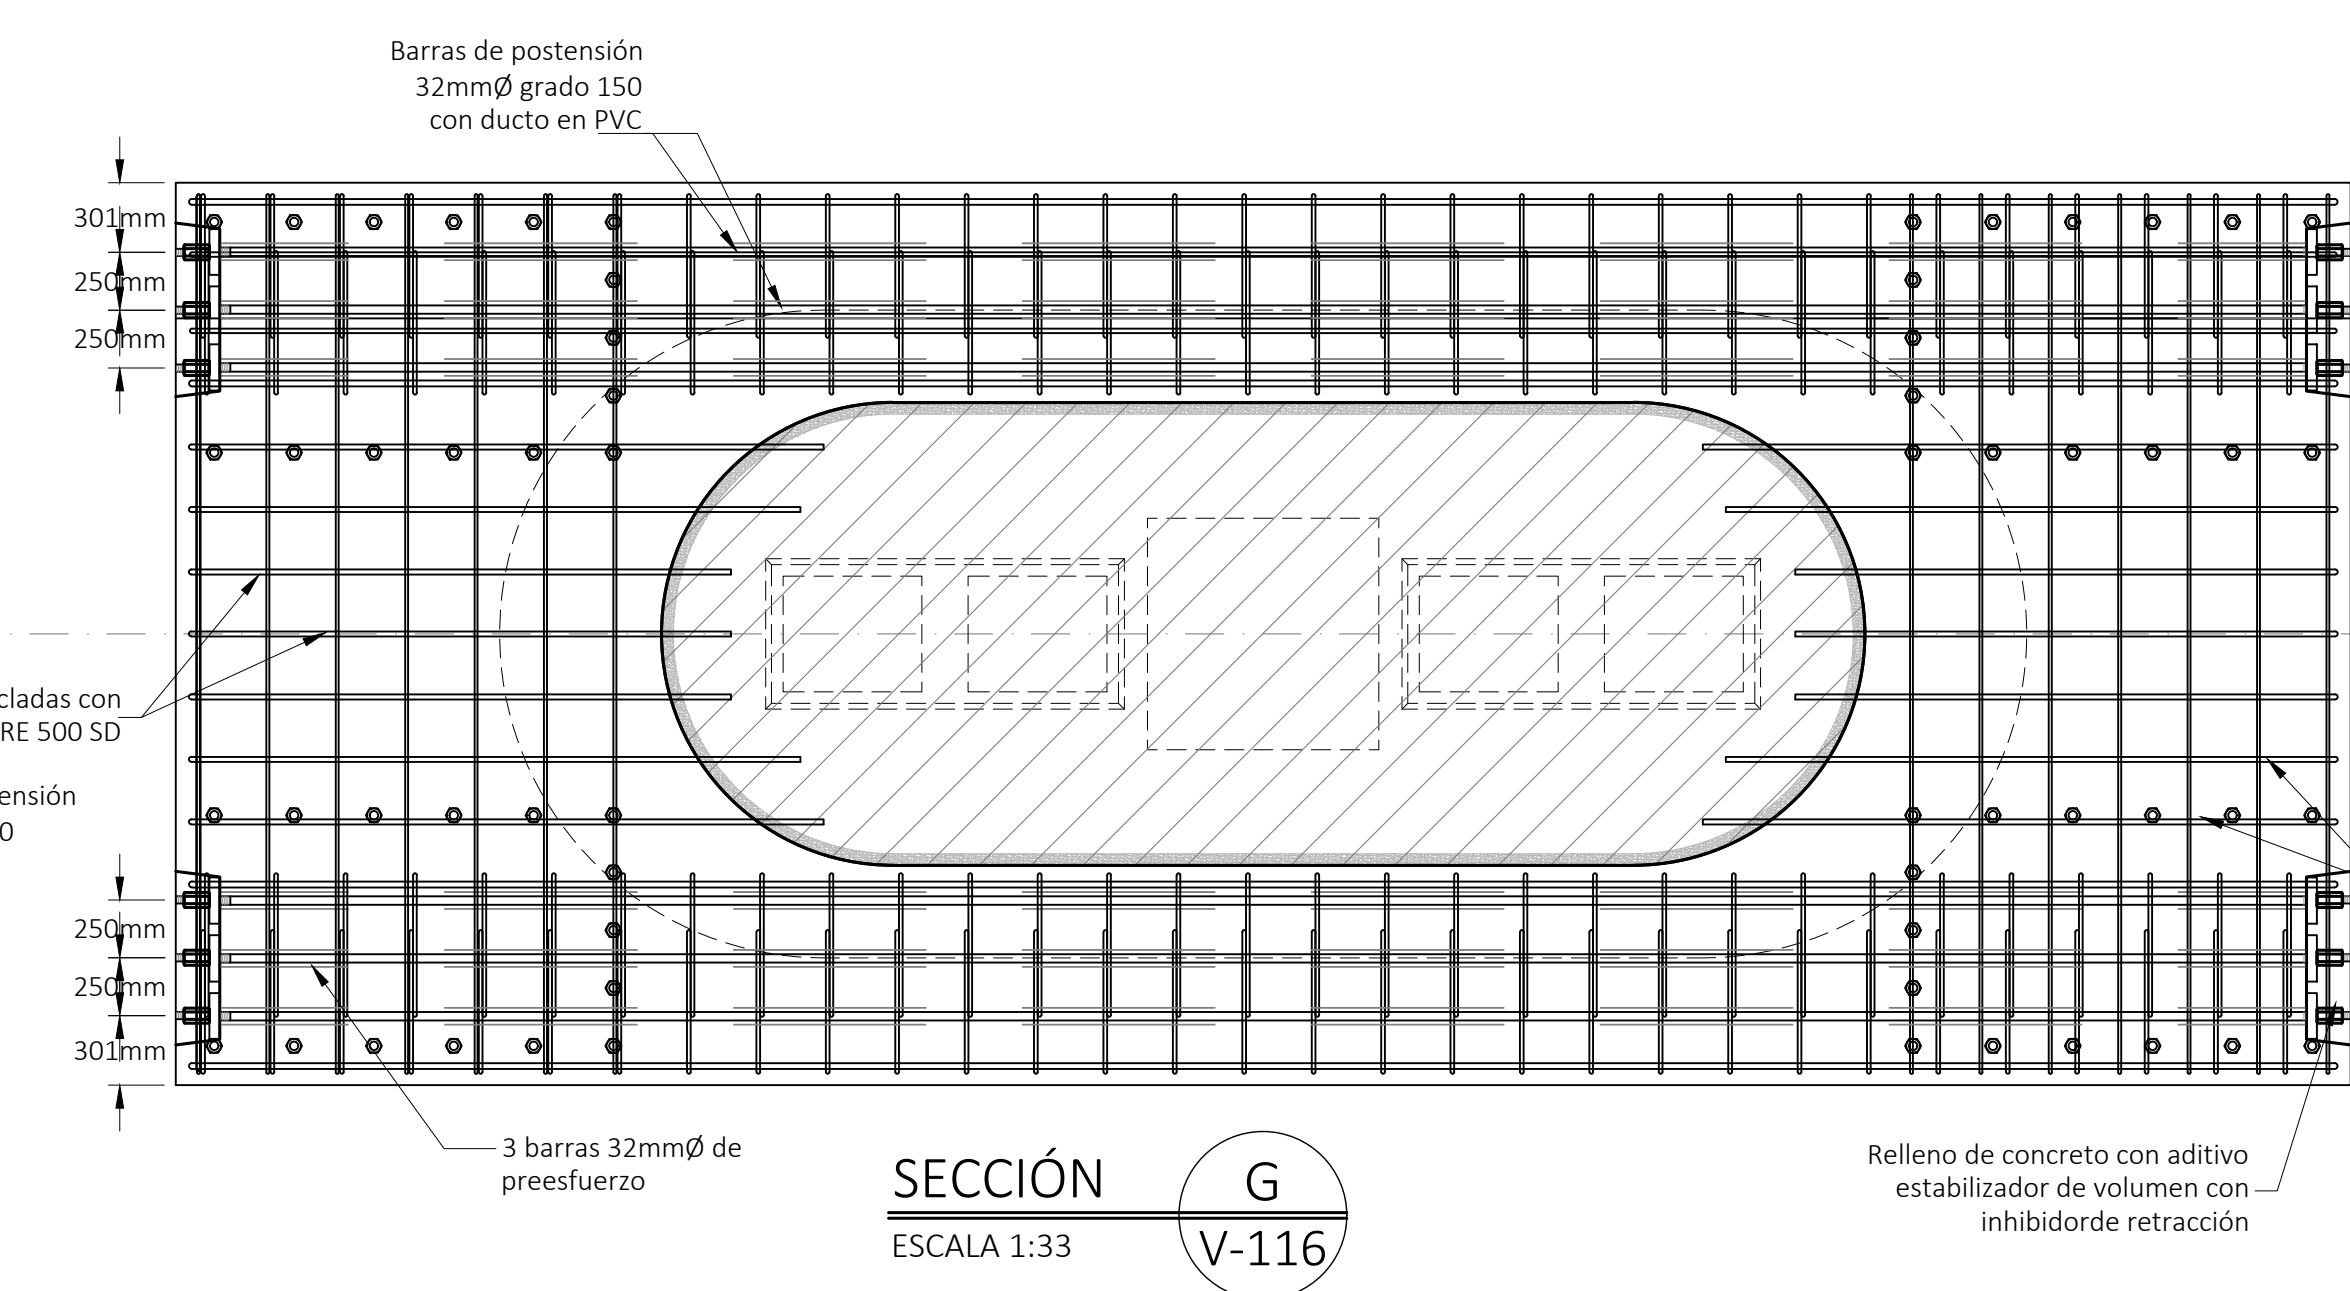 Barras de postensión
32mmØ grado 150
con ducto en PVC
301mm
250mm
250mm
cladas con
RE 500 SD
ensión
0
250mm
250mm
301mm
3 barras 32mmØ de
preesfuerzo
SECCIÓN
G
ESCALA 1:33
V-116
Relleno de concreto con aditivo
estabilizador de volumen con
inhibidorde retracción